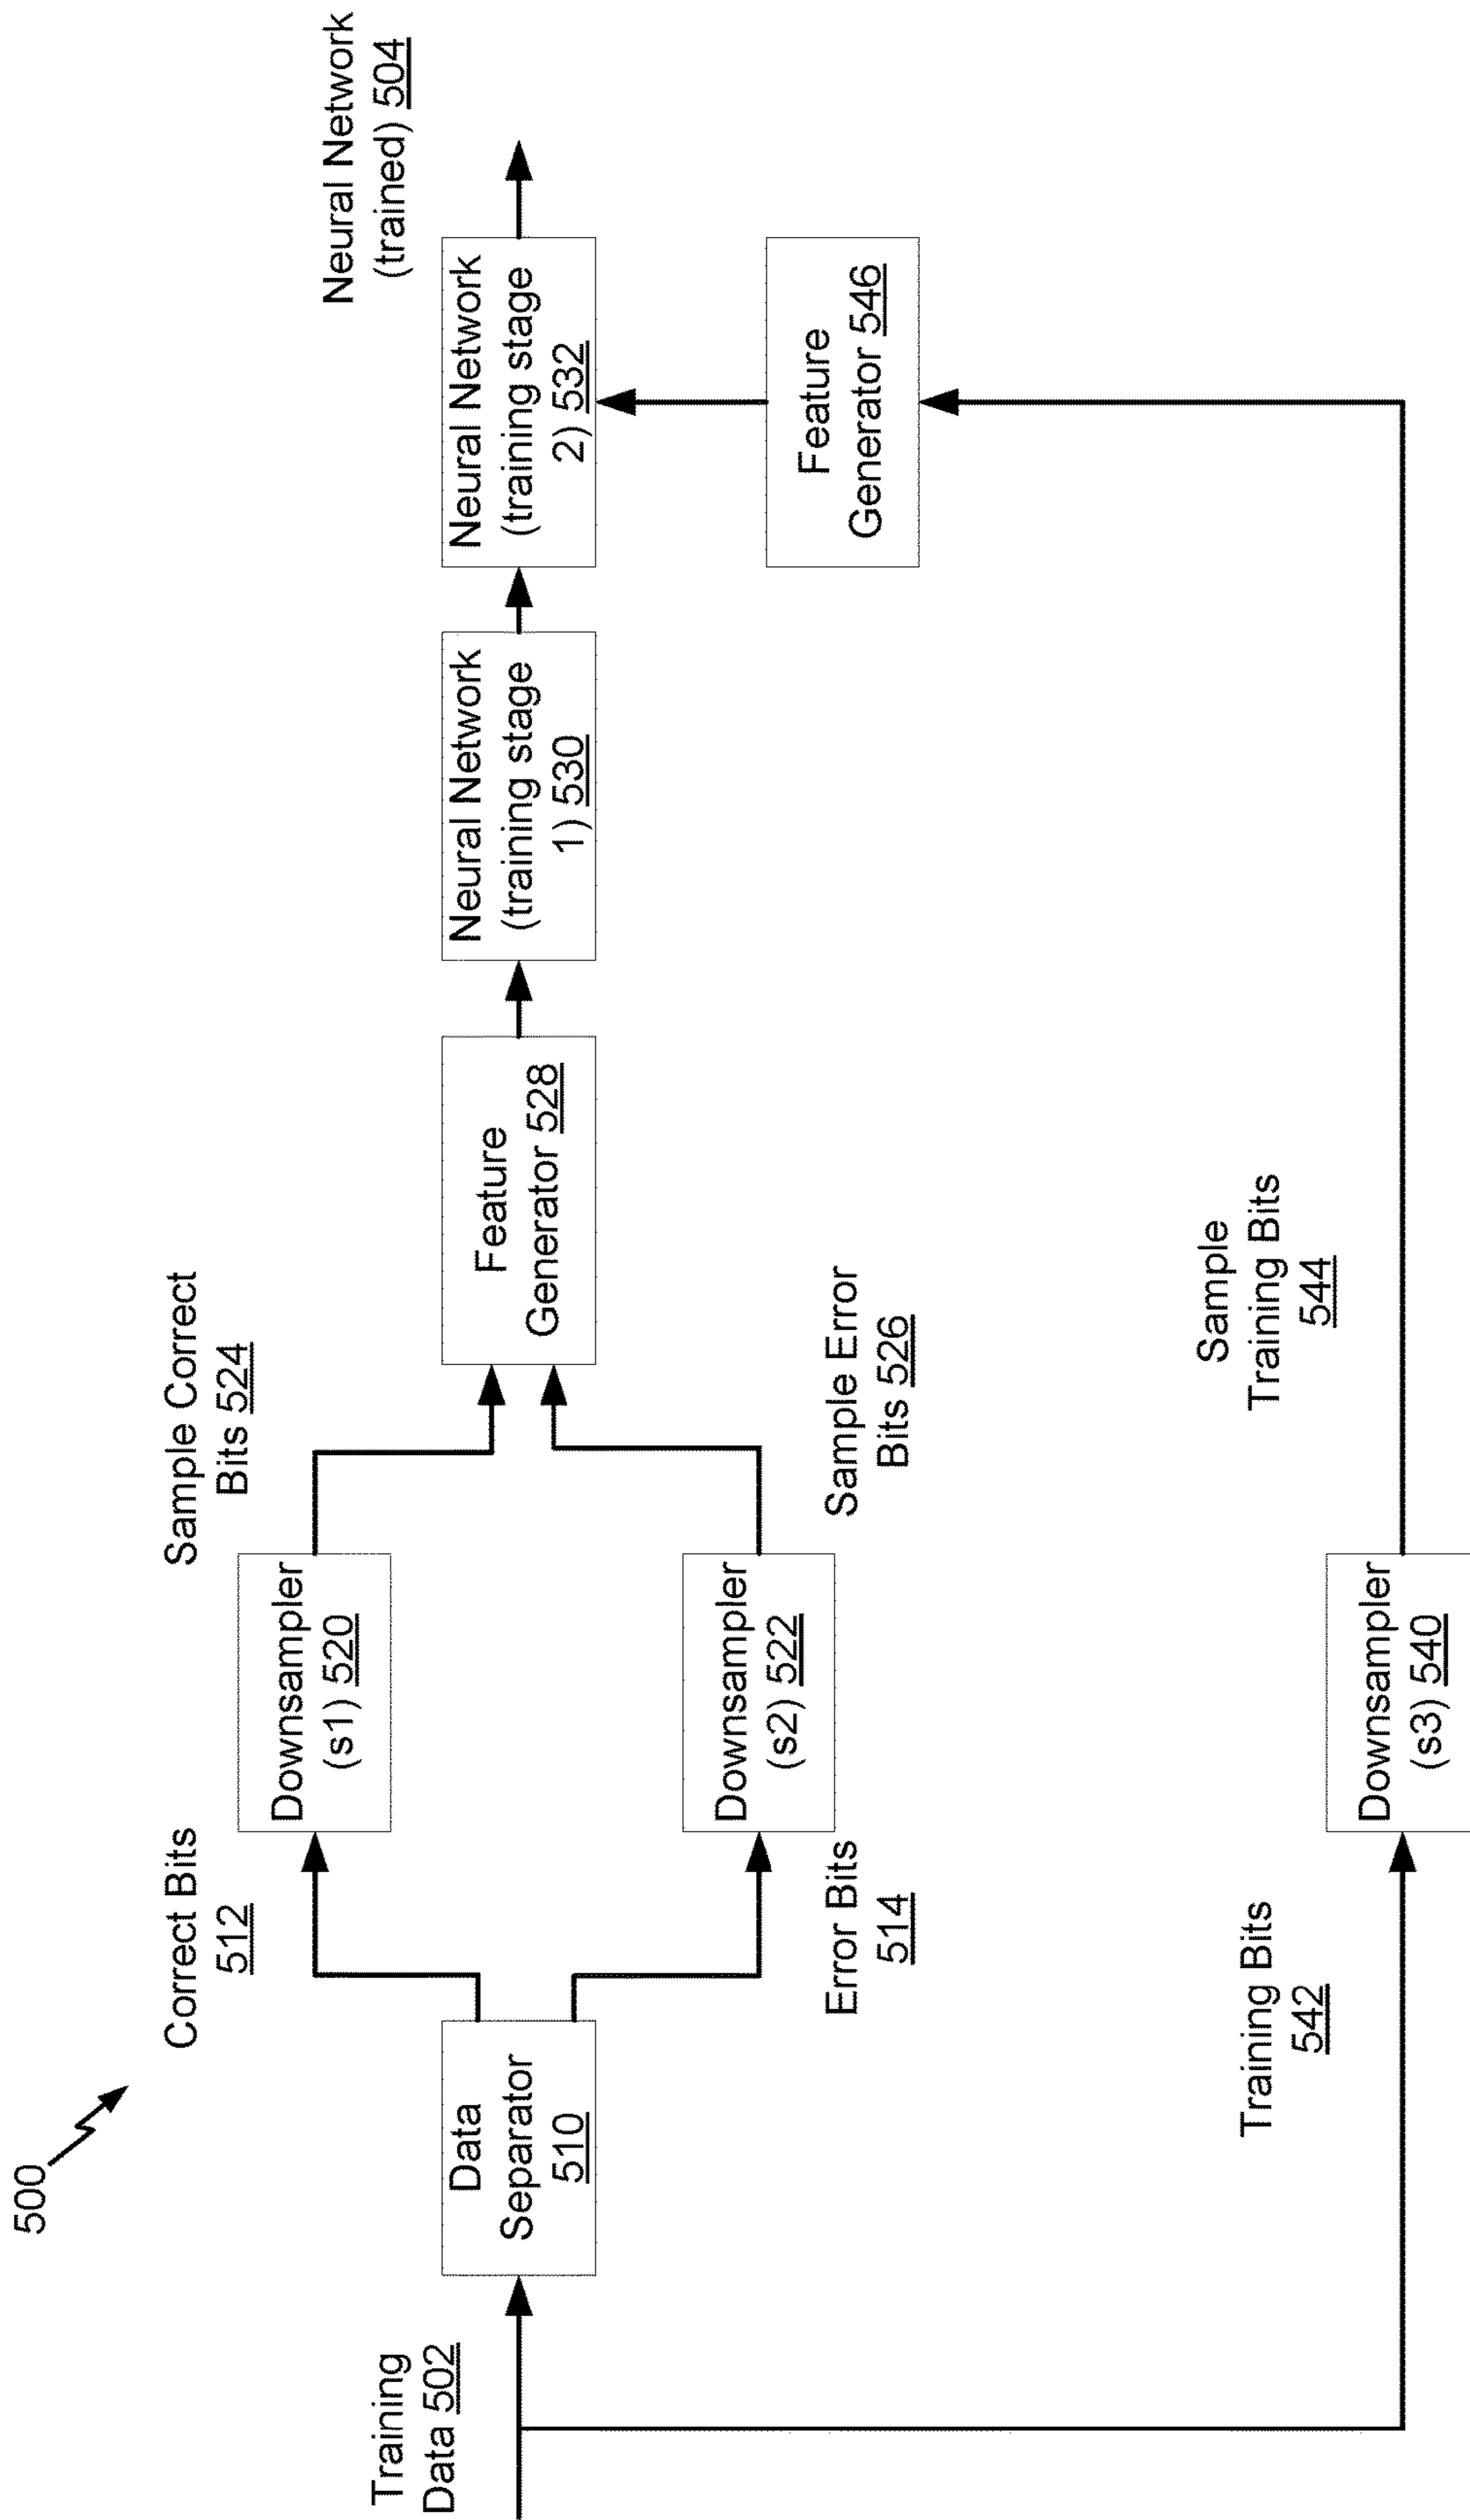 500
Training
Data 502
Data
Separator
510
Correct Bits
512
Error Bits
514
Downsampler
(s1) 520
Downsampler
(s2) 522
Sample Correct
Bits 524
Sample Error
Bits 526
Feature
Generator 528
Neural Network
(training stage
1) 530
Neural Network
(training stage
2) 532
Neural Network
(trained) 504
Training Bits
542
Downsampler
(s3) 540
Sample
Training Bits
544
Feature
Generator 546